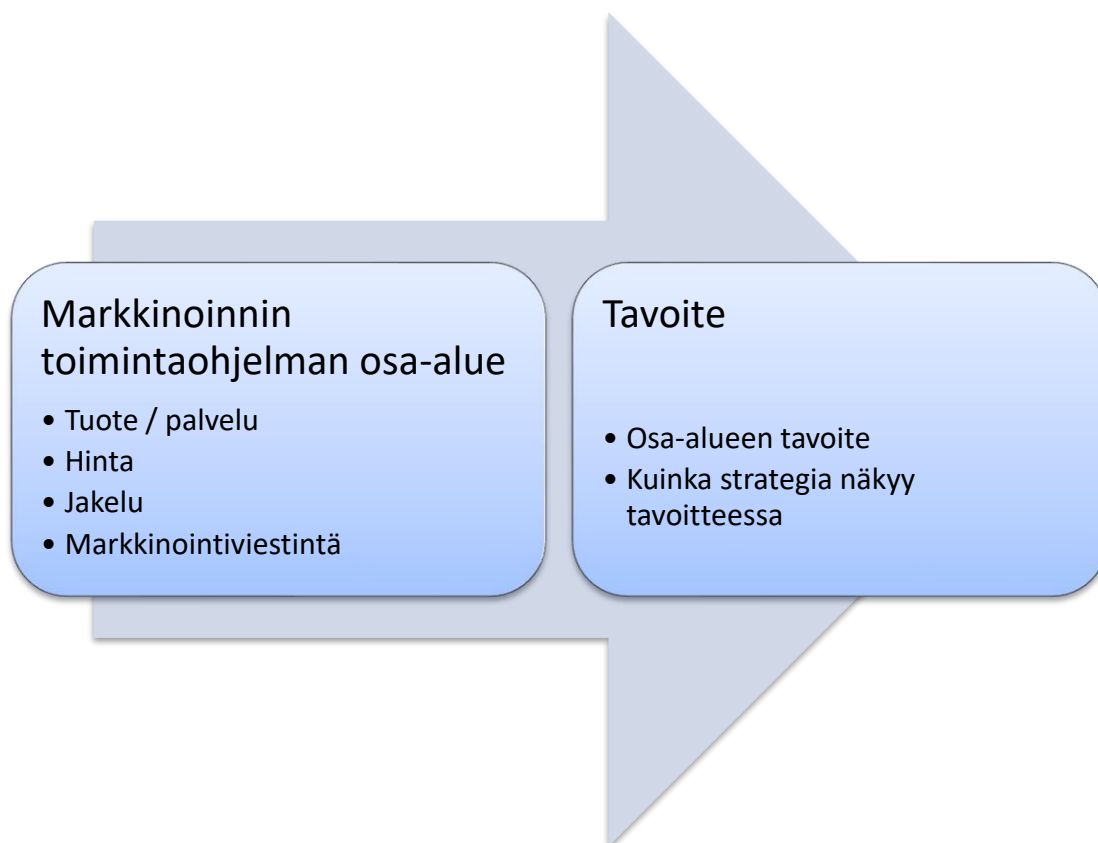 Markkinoinnin
toimintaohjelman osa-alue
• Tuote / palvelu
• Hinta
• Jakelu
• Markkinointiviestintä
Tavoite
• Osa-alueen tavoite
• Kuinka strategia näkyy
tavoitteessa